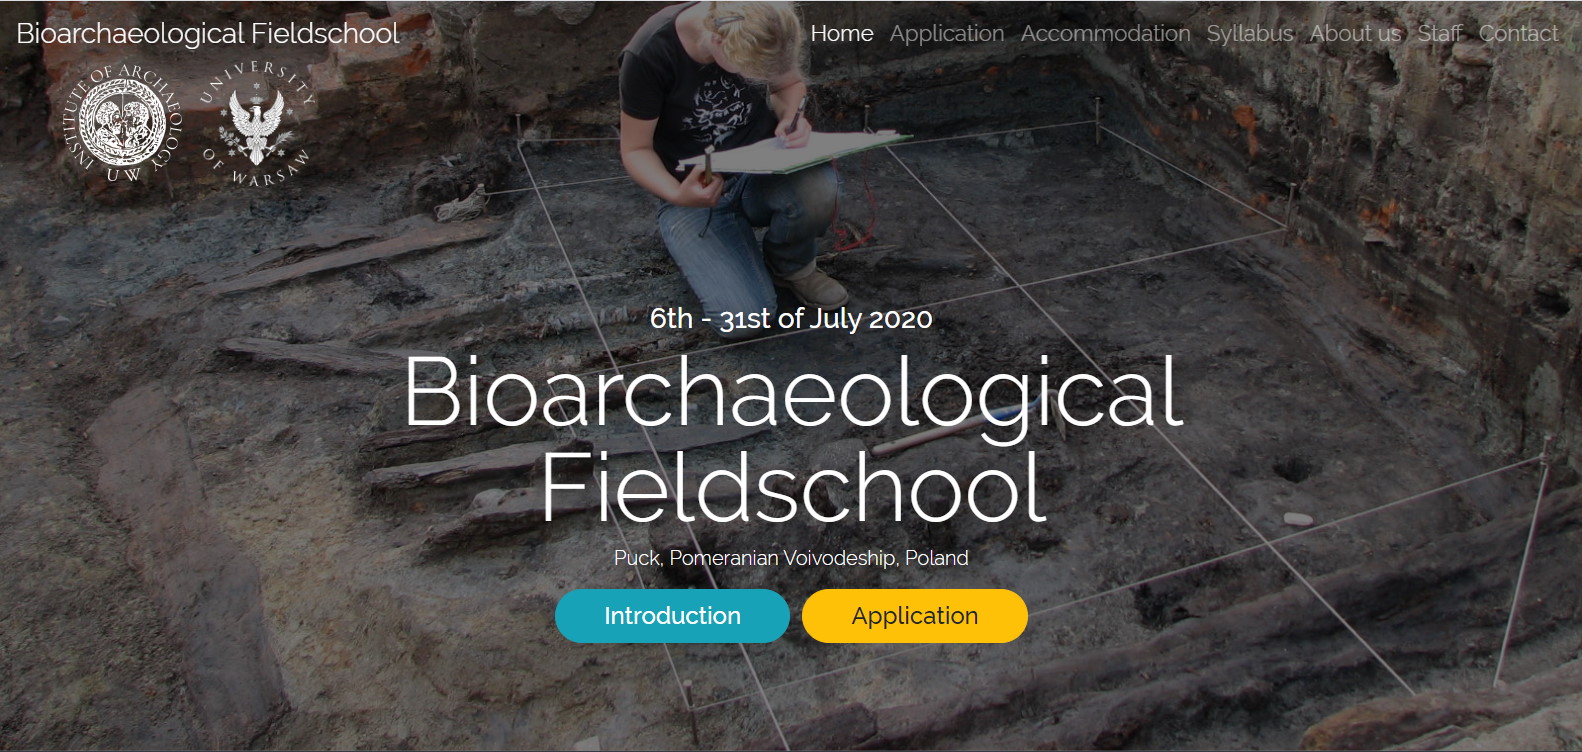 Bioarchaeological Fieldschool
Home Application Accommodation Syllabus About us Staff Contact
INSTITUTE OF ARCHAEOLOGY
UW
UNIVERSITY
OF WARSAW
6th - 31st of July 2020
Bioarchaeological
Fieldschool
Puck, Pomeranian Voivodeship, Poland
Introduction
Application